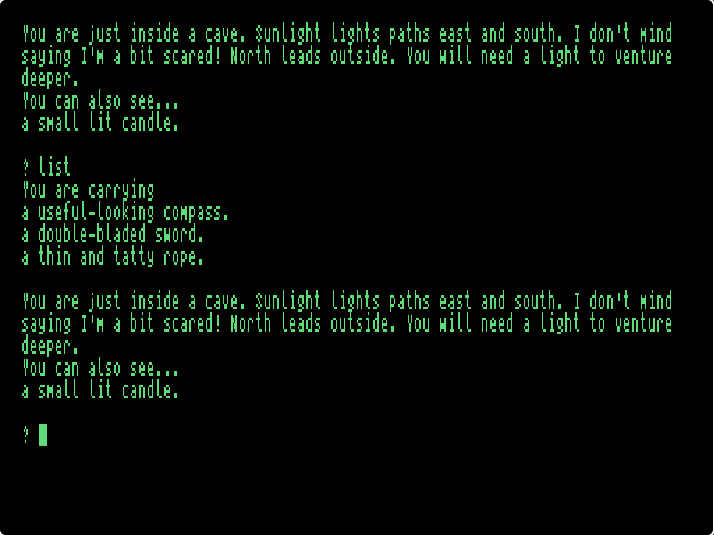 You are just inside a cave. Sunlight lights paths east and south. I don't mind
saying I'm a bit scared! North leads outside. You will need a light to venture
deeper.
You can also see...
a small lit candle.
? list
You are carrying
a useful-looking compass.
a double-bladed sword.
a thin and tatty rope.
You are just inside a cave. Sunlight lights paths east and south. I don't mind
saying I'm a bit scared! North leads outside. You will need a light to venture
deeper.
You can also see...
a small lit candle.
?